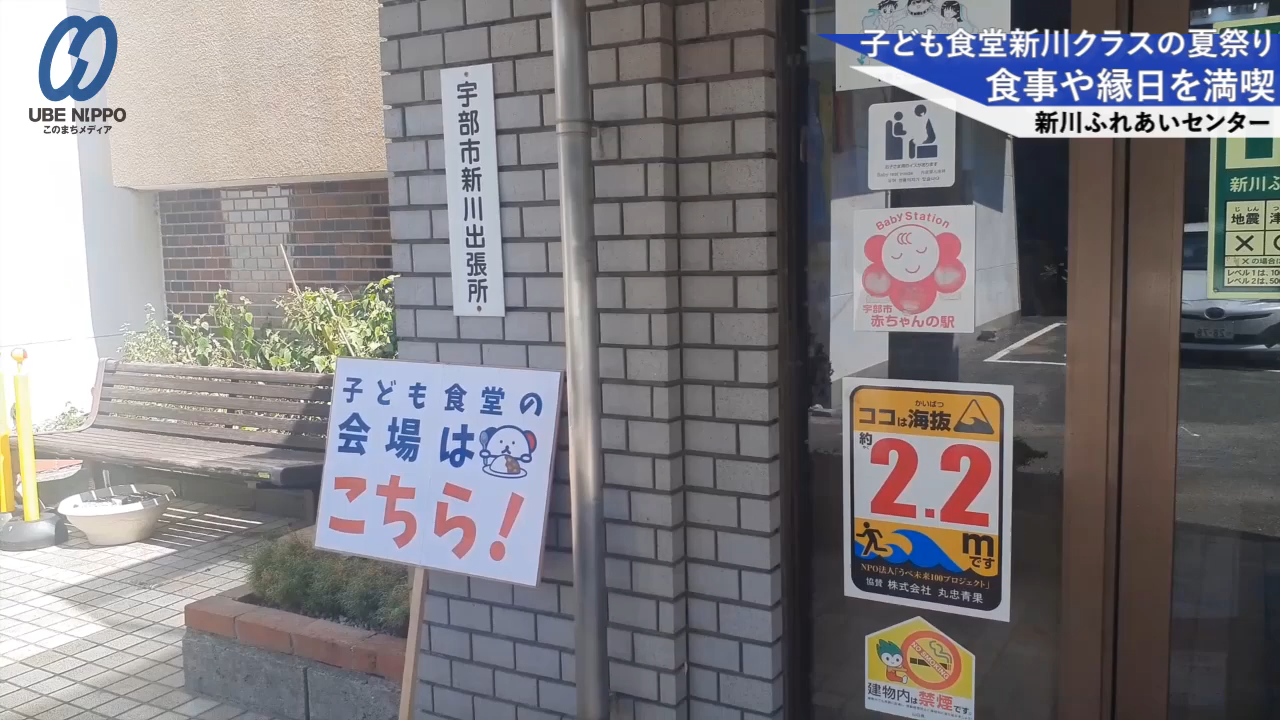 UBE NIPPO
このまちメディア
子ども食堂新川クラスの夏祭り
食事や縁日を満喫
新川ふれあいセンター
宇部市新川出張所
子ども食堂の
会場は
こちら!
Baby Station
宇部市
赤ちゃんの駅
かいばつ
ココは海抜
約
2.2
mです
NPO法人「うべ未来100プロジェクト」
協賛 株式会社 丸忠青果
NO SMOKING
建物内は禁煙です。
新川ふ
じしん
地震
津